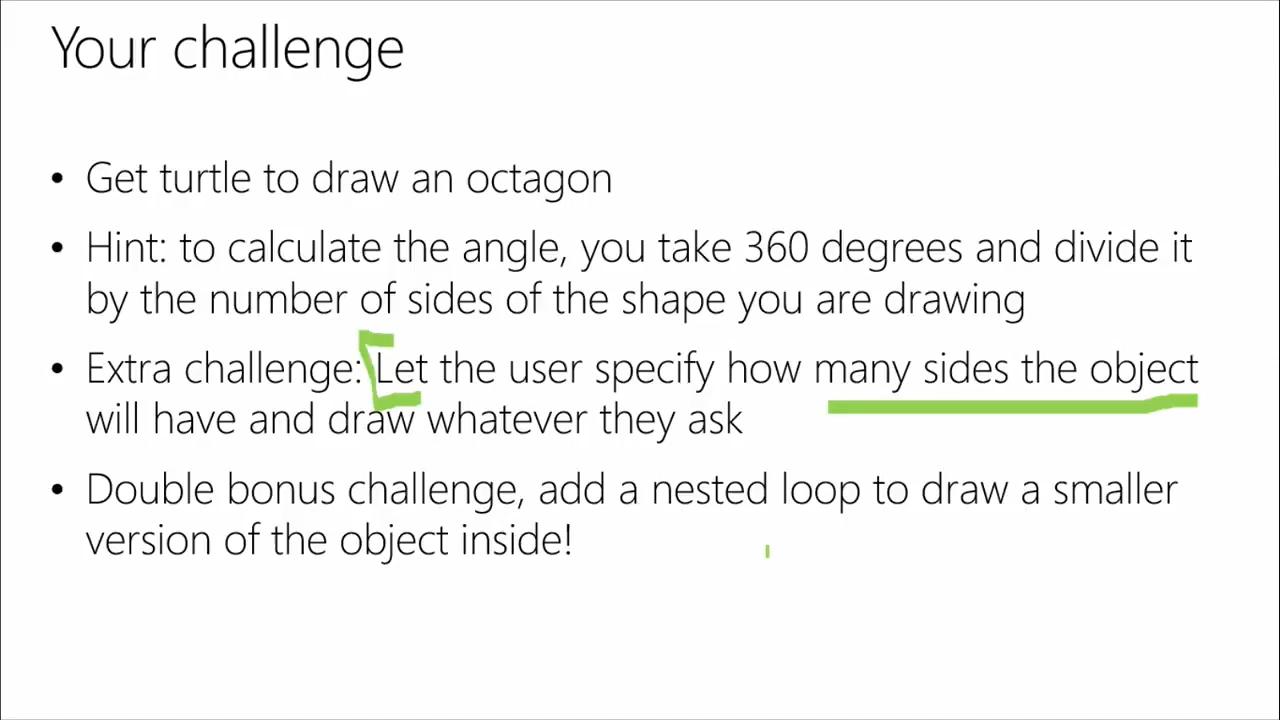 Your challenge
• Get turtle to draw an octagon
• Hint: to calculate the angle, you take 360 degrees and divide it
by the number of sides of the shape you are drawing
• Extra challenge: Let the user specify how many sides the object
will have and draw whatever they ask
• Double bonus challenge, add a nested loop to draw a smaller
version of the object inside!